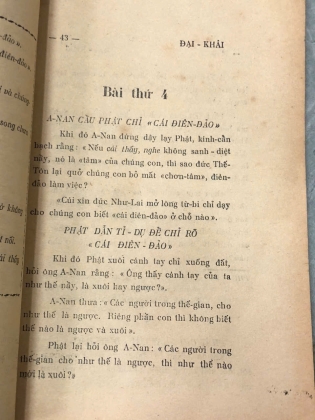 — 43 —
ĐẠI - KHÁI
Bài thứ 4
A-NAN CẦU PHẬT CHỈ «CÁI ĐIÊN-ĐẢO»
Khi đó A-Nan đứng dậy lạy Phật, kính-cẩn
bạch rằng: «Nếu cái thấy, nghe không sanh - diệt
nầy, nó là «tâm» của chúng con, thì sao đức Thế-
Tôn lại quở chúng con bỏ mất «chơn-tâm», điên-
đảo làm việc?
«Cái xin đức Như-Lai mở lòng từ-bi chỉ dạy
cho chúng con biết «cái điên-đảo ở chỗ nào».
PHẬT DẪN TỈ - DỤ ĐỂ CHỈ RÕ
«CÁI ĐIÊN - ĐẢO»
Khi đó Phật xuôi cánh tay chỉ xuống đất,
hỏi ông A-Nan rằng: «Ông thấy cánh tay của ta
như thế nầy, là xuôi hay ngược?».
A-Nan thưa: «Các người trong thế-gian, cho
như thế là ngược. Riêng phần con thì không biết
thế nào là ngược và xuôi».
Phật lại hỏi ông A-Nan: «Các người trong
thế-gian cho như thế là ngược, thì như thế nào
mới là xuôi?»